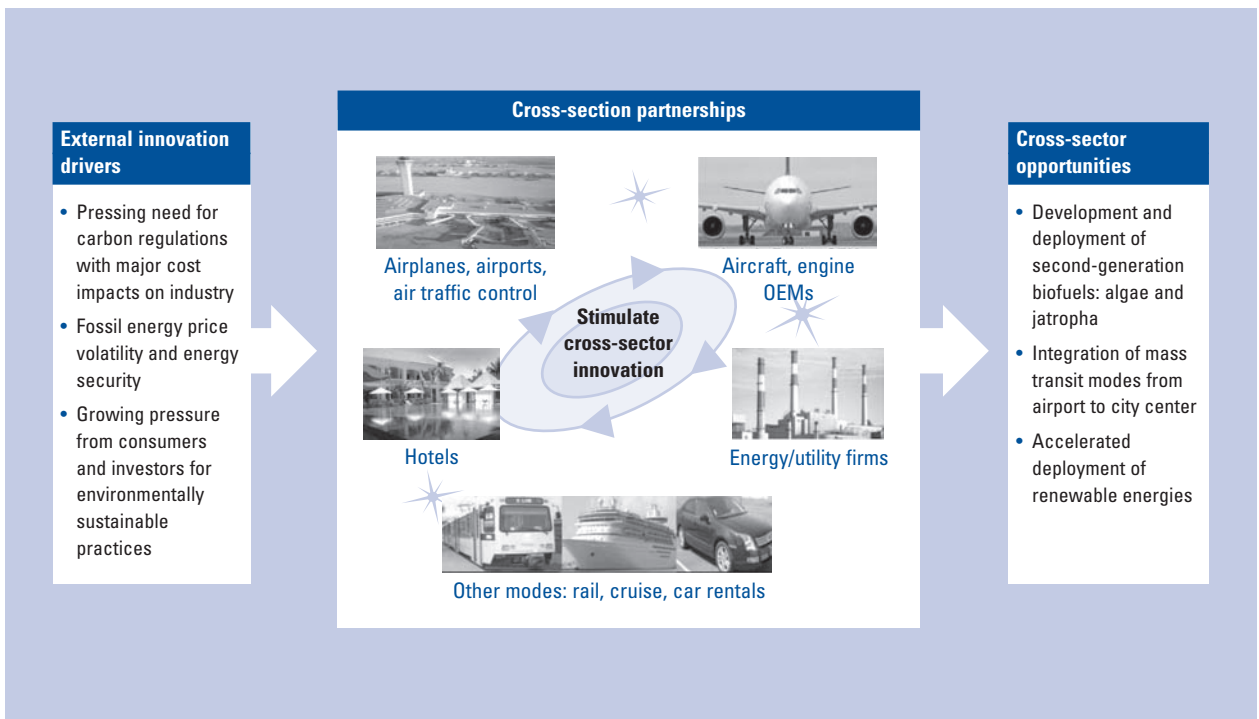 Cross-section partnerships
External innovation
drivers
• Pressing need for
carbon regulations
with major cost
impacts on industry
• Fossil energy price
volatility and energy
security
• Growing pressure
from consumers
and investors for
environmentally
sustainable
practices
Airplanes, airports,
air traffic control
Aircraft, engine
OEMs
Stimulate
cross-sector
innovation
Hotels
Energy/utility firms
Other modes: rail, cruise, car rentals
Cross-sector
opportunities
• Development and
deployment of
second-generation
biofuels: algae and
jatropha
• Integration of mass
transit modes from
airport to city center
• Accelerated
deployment of
renewable energies